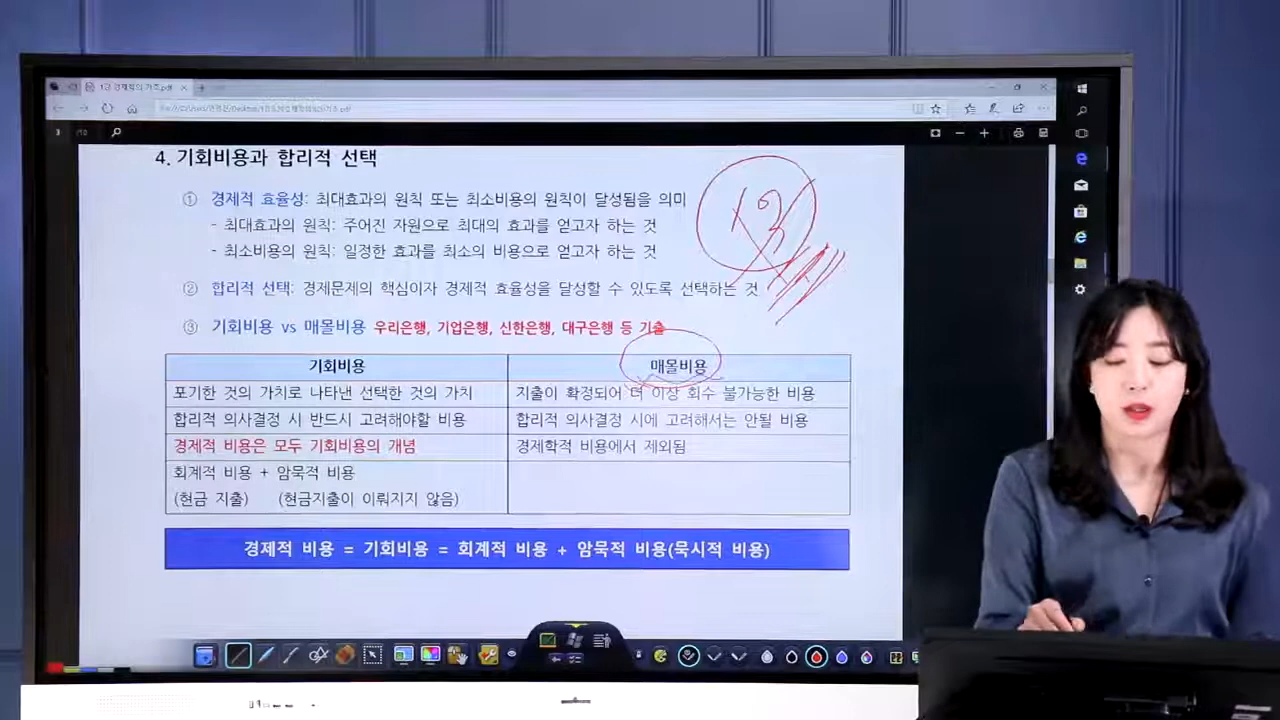 1강 경제학의 기초.pdf
3 /10
4. 기회비용과 합리적 선택
① 경제적 효율성: 최대효과의 원칙 또는 최소비용의 원칙이 달성됨을 의미
- 최대효과의 원칙: 주어진 자원으로 최대의 효과를 얻고자 하는 것
- 최소비용의 원칙: 일정한 효과를 최소의 비용으로 얻고자 하는 것
② 합리적 선택: 경제문제의 핵심이자 경제적 효율성을 달성할 수 있도록 선택하는 것
③ 기회비용 vs 매몰비용 우리은행, 기업은행, 신한은행, 대구은행 등 기출
기회비용 매몰비용
포기한 것의 가치로 나타낸 선택한 것의 가치 지출이 확정되어 더 이상 회수 불가능한 비용
합리적 의사결정 시 반드시 고려해야할 비용 합리적 의사결정 시에 고려해서는 안될 비용
경제적 비용은 모두 기회비용의 개념 경제학적 비용에서 제외됨
회계적 비용 + 암묵적 비용
(현금 지출) (현금지출이 이뤄지지 않음)
경제적 비용 = 기회비용 = 회계적 비용 + 암묵적 비용(묵시적 비용)